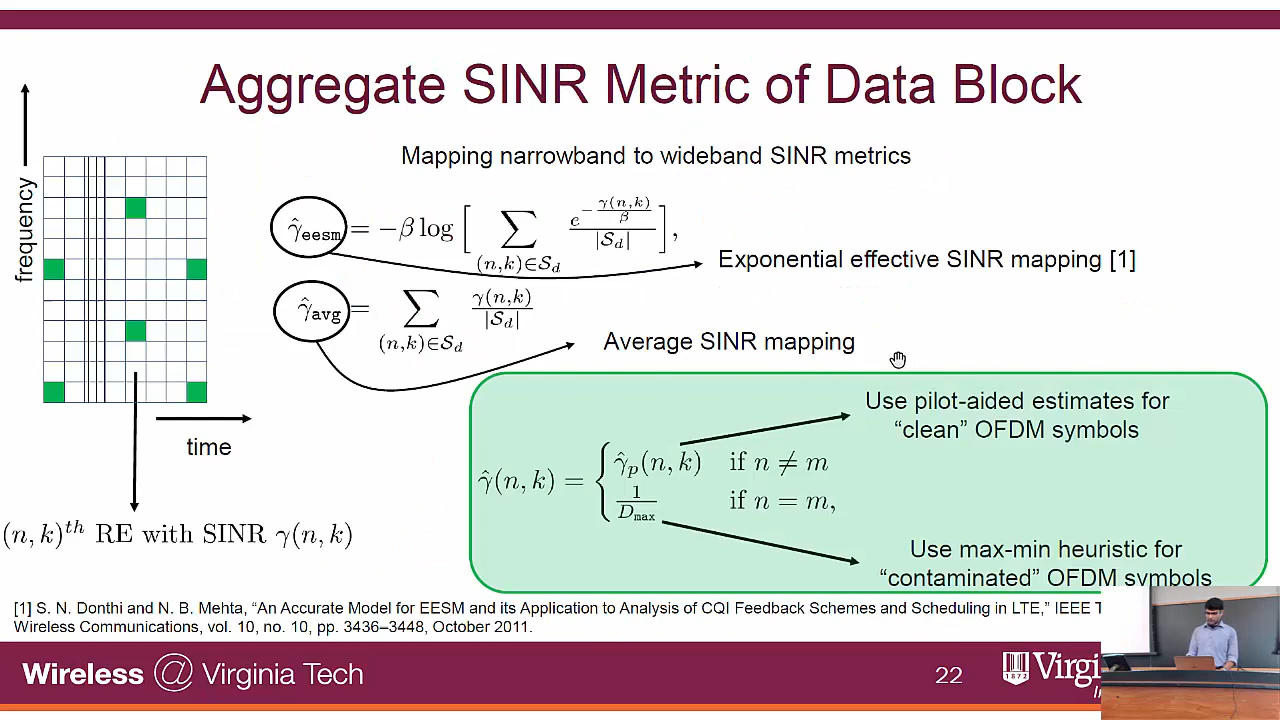 Aggregate SINR Metric of Data Block
Mapping narrowband to wideband SINR metrics
frequency
γ̂_eesm = −β log [ ∑_{(n,k)∈S_d} e^{−γ(n,k)/β} / |S_d| ],
Exponential effective SINR mapping [1]
γ̂_avg = ∑_{(n,k)∈S_d} γ(n,k) / |S_d|
Average SINR mapping
time
Use pilot-aided estimates for
“clean” OFDM symbols
γ̂(n, k) = { γ̂_p(n, k) if n ≠ m
1/D_max if n = m,
(n, k)^{th} RE with SINR γ(n, k)
Use max-min heuristic for
“contaminated” OFDM symbols
[1] S. N. Donthi and N. B. Mehta, “An Accurate Model for EESM and its Application to Analysis of CQI Feedback Schemes and Scheduling in LTE,” IEEE T
Wireless Communications, vol. 10, no. 10, pp. 3436–3448, October 2011.
Wireless @ Virginia Tech
22
1872